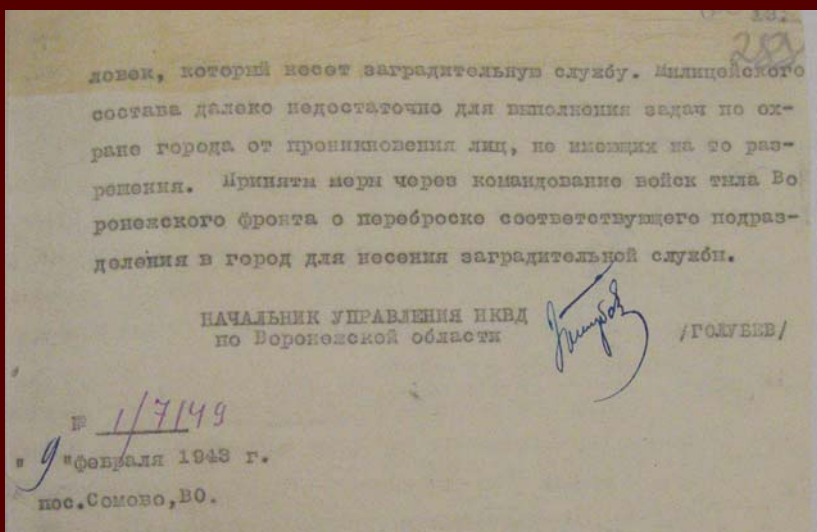 289
ловек, который несет заградительную службу. Милицейского
состава далеко недостаточно для выполнения задач по ох-
ране города от проникновения лиц, не имеющих на то раз-
решения. Приняты меры через командование войск тыла Во
ронежского фронта о переброске соответствующего подраз-
деления в город для несения заградительной службы.
НАЧАЛЬНИК УПРАВЛЕНИЯ НКВД
по Воронежской области
/ГОЛУБЕВ/
№ 1/7149
" 9 "февраля 1943 г.
пос.Сомово,ВО.